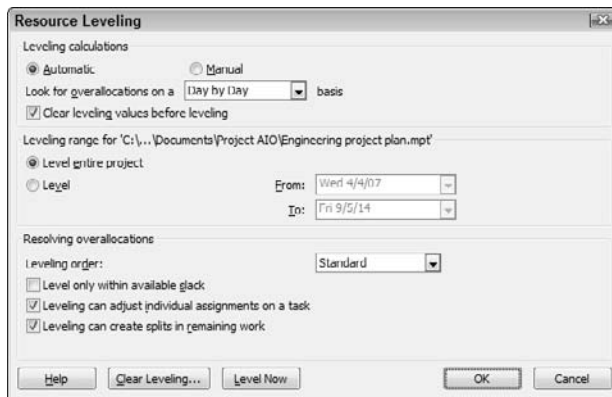 Resource Leveling
Leveling calculations
Automatic Manual
Look for overallocations on a Day by Day basis
Clear leveling values before leveling
Leveling range for 'C:\...\Documents\Project AIO\Engineering project plan.mpt'
Level entire project
Level From: Wed 4/4/07
To: Fri 9/5/14
Resolving overallocations
Leveling order: Standard
Level only within available slack
Leveling can adjust individual assignments on a task
Leveling can create splits in remaining work
Help Clear Leveling... Level Now OK Cancel